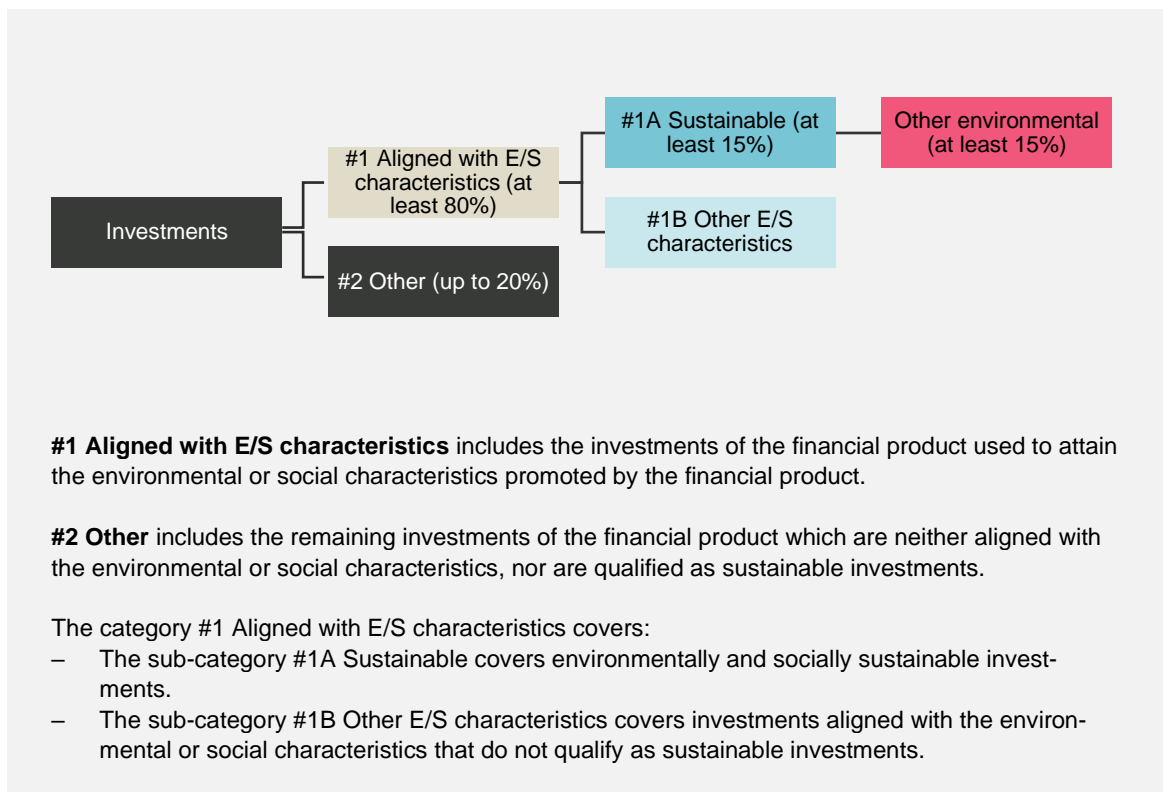 #1A Sustainable (at
least 15%)
Other environmental
(at least 15%)
#1 Aligned with E/S
characteristics (at
least 80%)
Investments
#1B Other E/S
characteristics
#2 Other (up to 20%)
#1 Aligned with E/S characteristics includes the investments of the financial product used to attain
the environmental or social characteristics promoted by the financial product.
#2 Other includes the remaining investments of the financial product which are neither aligned with
the environmental or social characteristics, nor are qualified as sustainable investments.
The category #1 Aligned with E/S characteristics covers:
– The sub-category #1A Sustainable covers environmentally and socially sustainable invest-
ments.
– The sub-category #1B Other E/S characteristics covers investments aligned with the environ-
mental or social characteristics that do not qualify as sustainable investments.